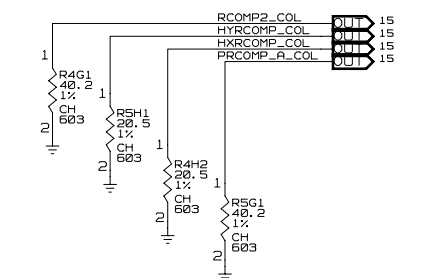 RCOMP2_COL OUT 15
HYRCOMP_COL OUT 15
HXRCOMP_COL OUT 15
PRCOMP_A_COL OUT 15
1
R4G1
40.2
1%
CH
603
2
1
R5H1
20.5
1%
CH
603
2
1
R4H2
20.5
1%
CH
603
2
1
R5G1
40.2
1%
CH
603
2